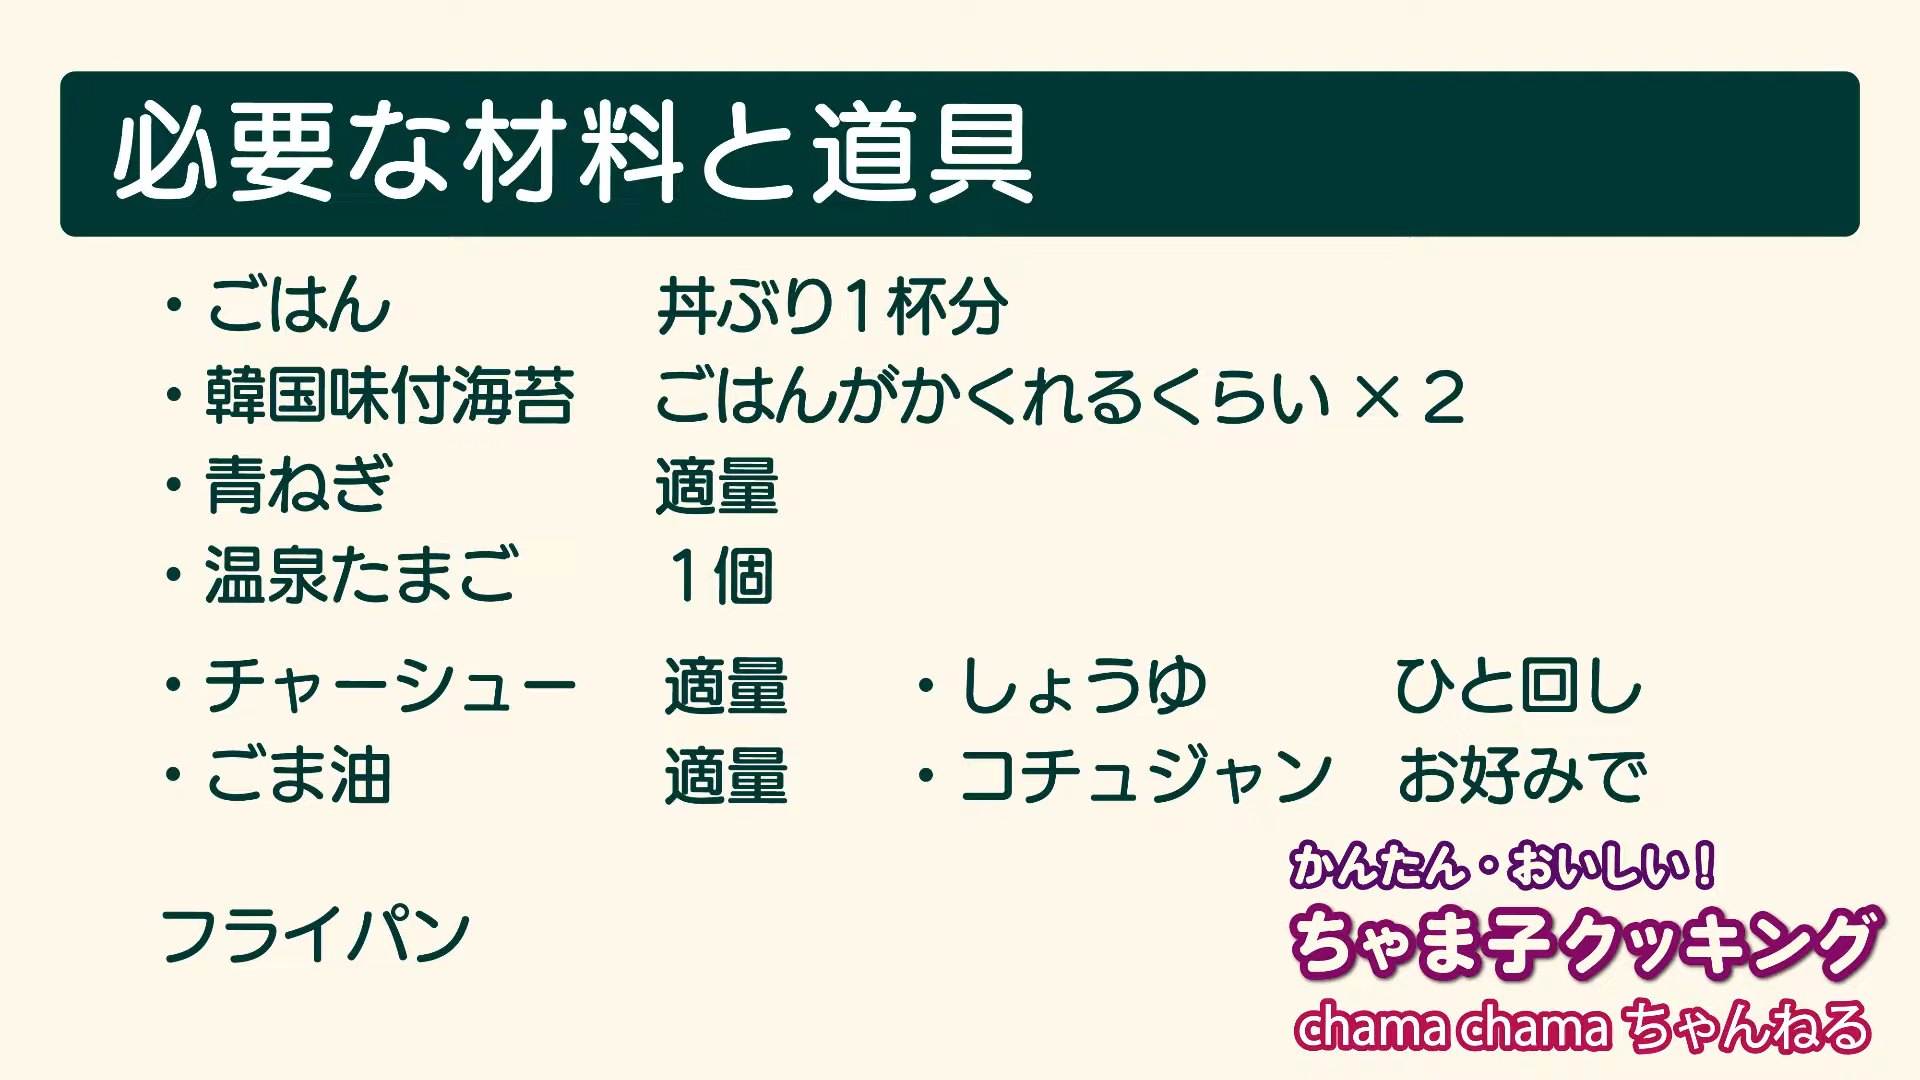 必要な材料と道具
・ごはん 丼ぶり1杯分
・韓国味付海苔 ごはんがかくれるくらい × 2
・青ねぎ 適量
・温泉たまご 1個
・チャーシュー 適量 ・しょうゆ ひと回し
・ごま油 適量 ・コチュジャン お好みで
フライパン
かんたん・おいしい!
ちゃま子クッキング
chama chama ちゃんねる